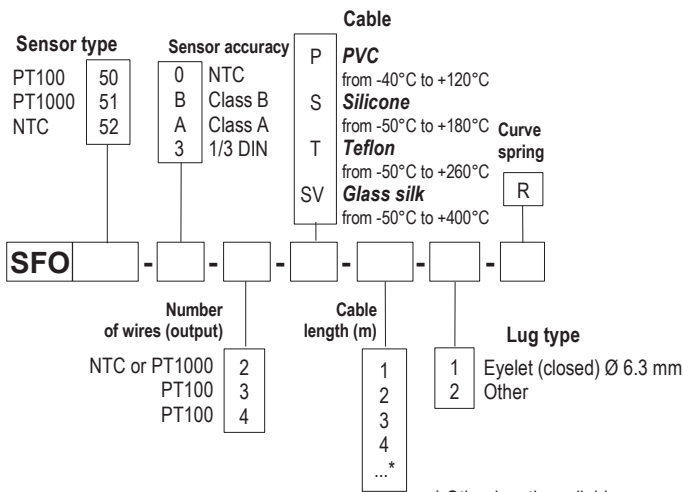 Cable
Sensor type
PT100 50
PT1000 51
NTC 52
Sensor accuracy
0 NTC
B Class B
A Class A
3 1/3 DIN
P PVC
from -40°C to +120°C
S Silicone
from -50°C to +180°C
T Teflon
from -50°C to +260°C
SV Glass silk
from -50°C to +400°C
Curve
spring
R
SFO - - - - - -
Number
of wires (output)
NTC or PT1000 2
PT100 3
PT100 4
Cable
length (m)
1
2
3
4
...*
Lug type
1 Eyelet (closed) Ø 6.3 mm
2 Other